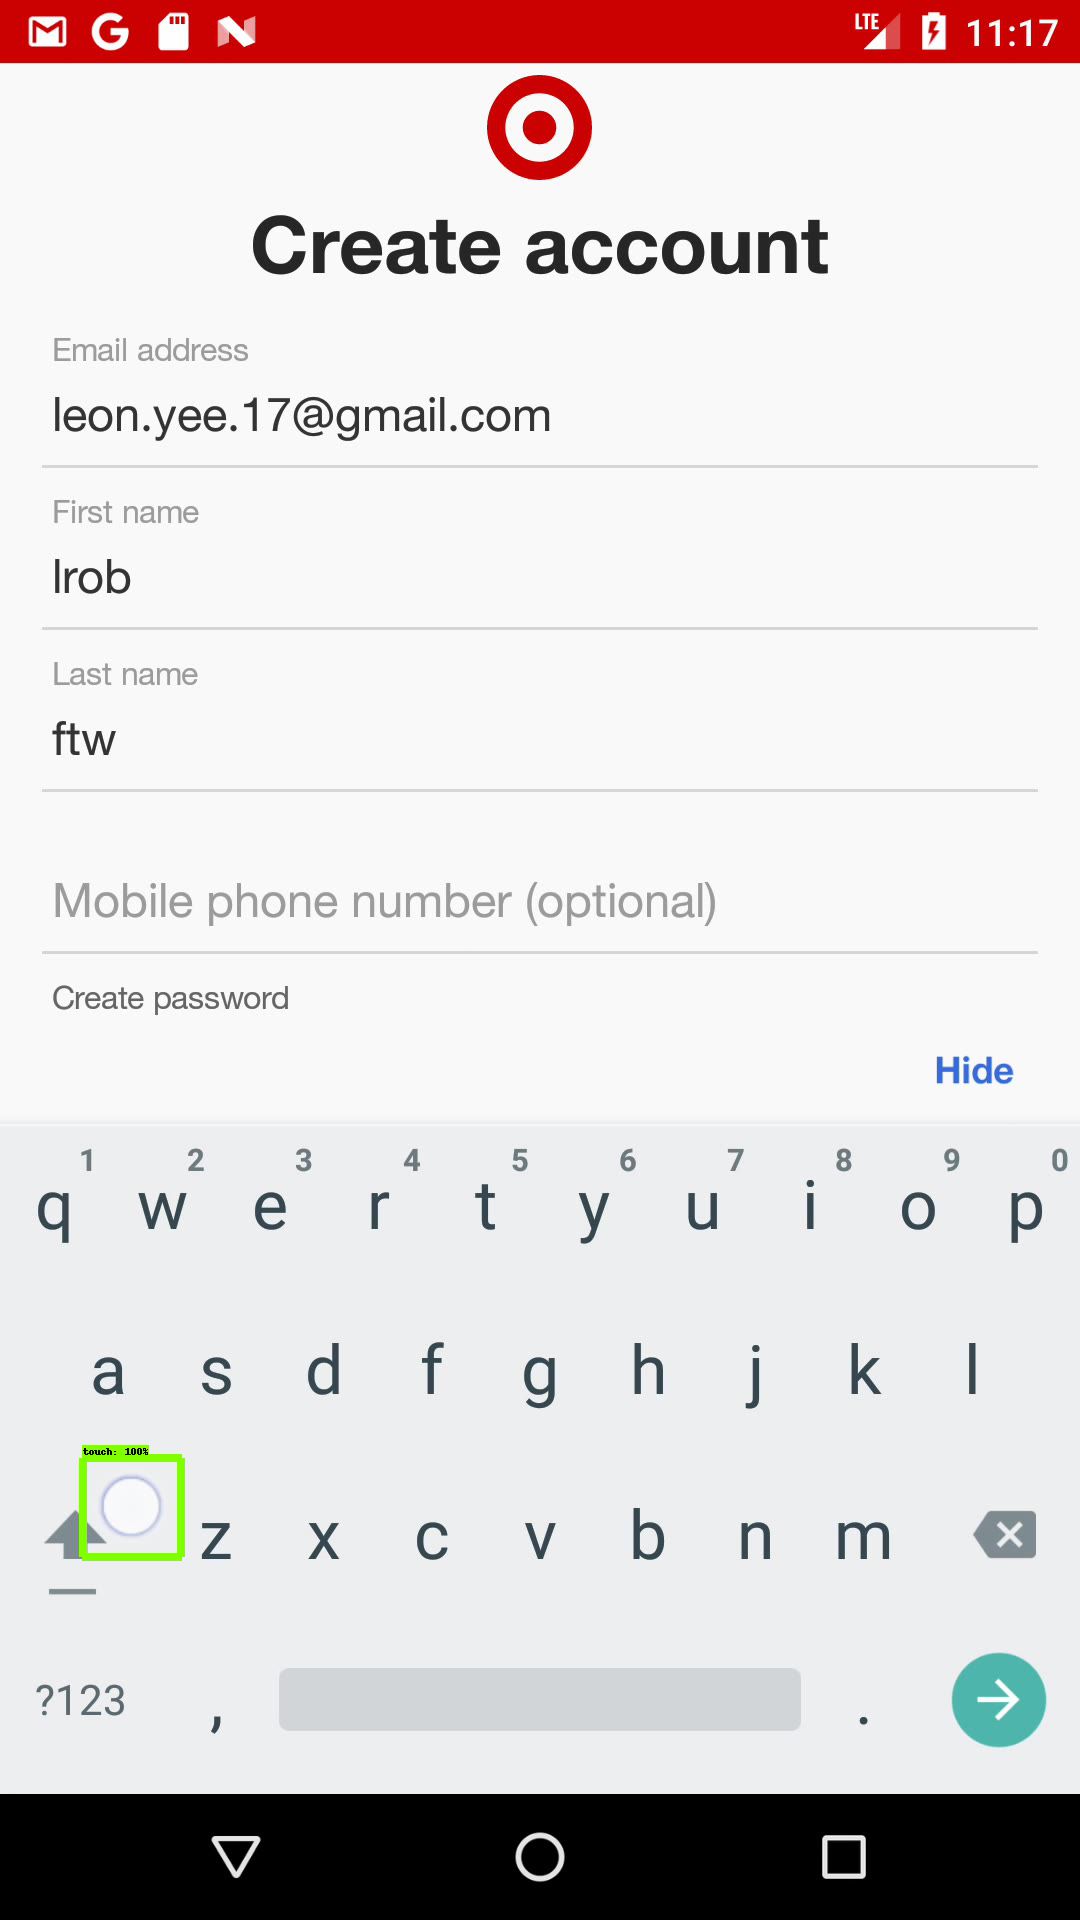 LTE 11:17
Create account
Email address
leon.yee.17@gmail.com
First name
lrob
Last name
ftw
Mobile phone number (optional)
Create password
Hide
1 2 3 4 5 6 7 8 9 0
q w e r t y u i o p
a s d f g h j k l
touch: 100%
z x c v b n m
?123 , .